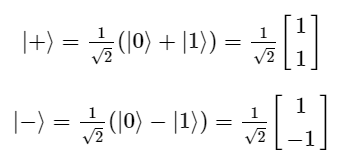 |+⟩ = 1/√2 (|0⟩ + |1⟩) = 1/√2 [1 1]
|−⟩ = 1/√2 (|0⟩ − |1⟩) = 1/√2 [1 −1]